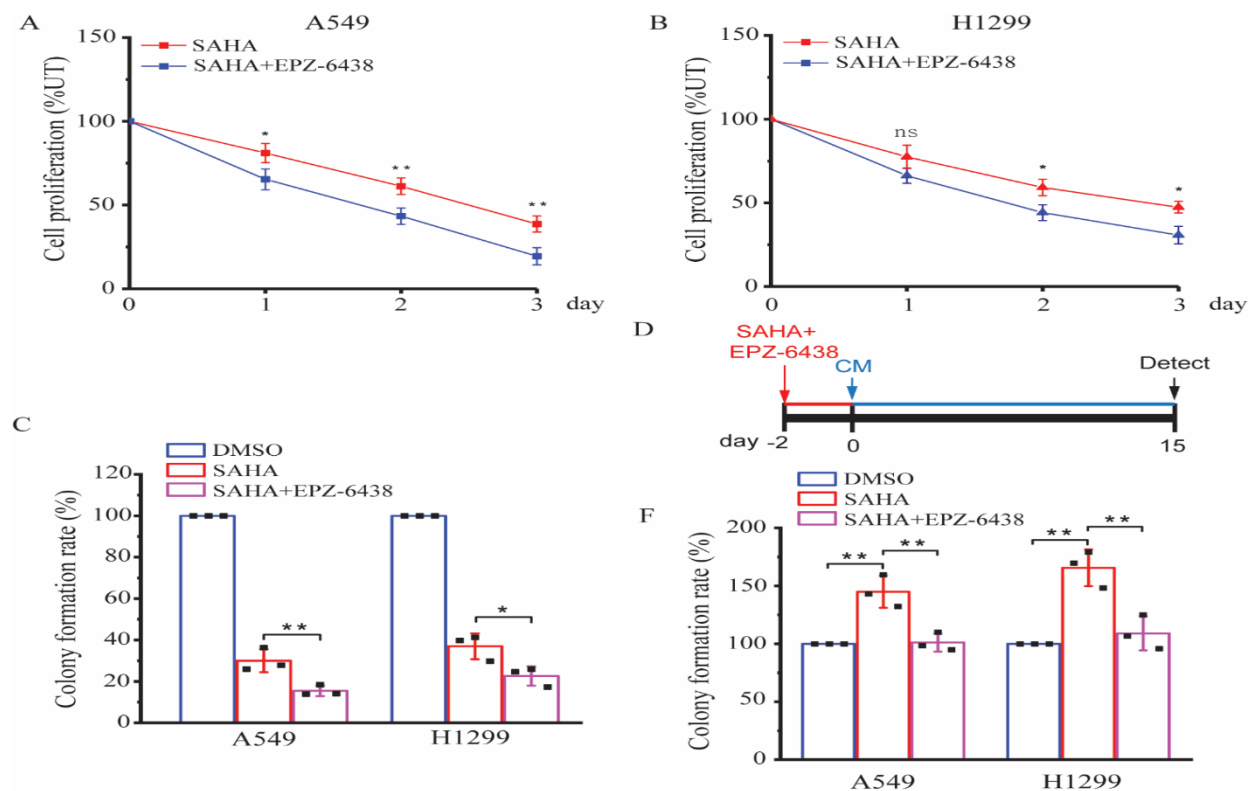 A
A549
150
SAHA
SAHA+EPZ-6438
100
50
0
Cell proliferation (%UT)
*
**
**
0 1 2 3 day
B
H1299
150
SAHA
SAHA+EPZ-6438
100
50
0
Cell proliferation (%UT)
ns
*
*
0 1 2 3 day
C
DMSO
SAHA
SAHA+EPZ-6438
120
100
80
60
40
20
0
Colony formation rate (%)
**
*
A549 H1299
D
SAHA+
EPZ-6438
CM
Detect
day -2 0 15
F
DMSO
SAHA
SAHA+EPZ-6438
200
150
100
50
0
Colony formation rate (%)
** ** ** **
A549 H1299